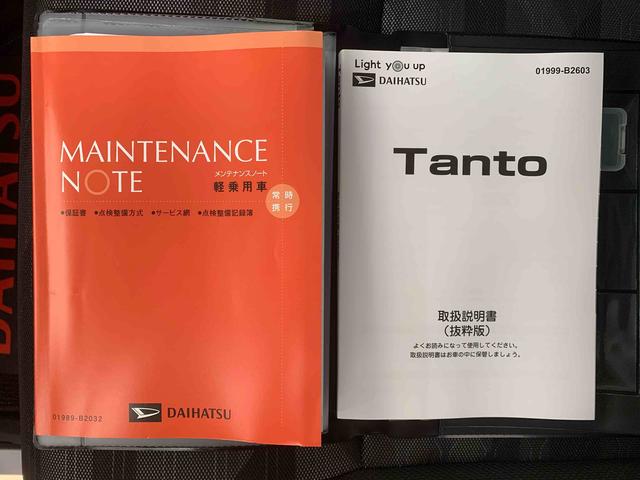 DAIHATSU
MAINTENANCE
NOTE
メンテナンスノート
軽乗用車
常時
携行
●保証書 ●点検整備方式 ●サービス網 ●点検整備記録簿
01989-B2032
DAIHATSU
Light you up
DAIHATSU
01999-B2603
Tanto
取扱説明書
（抜粋版）
よくお読みになって使用してください。
取扱説明書はお車の中に保管しましょう。